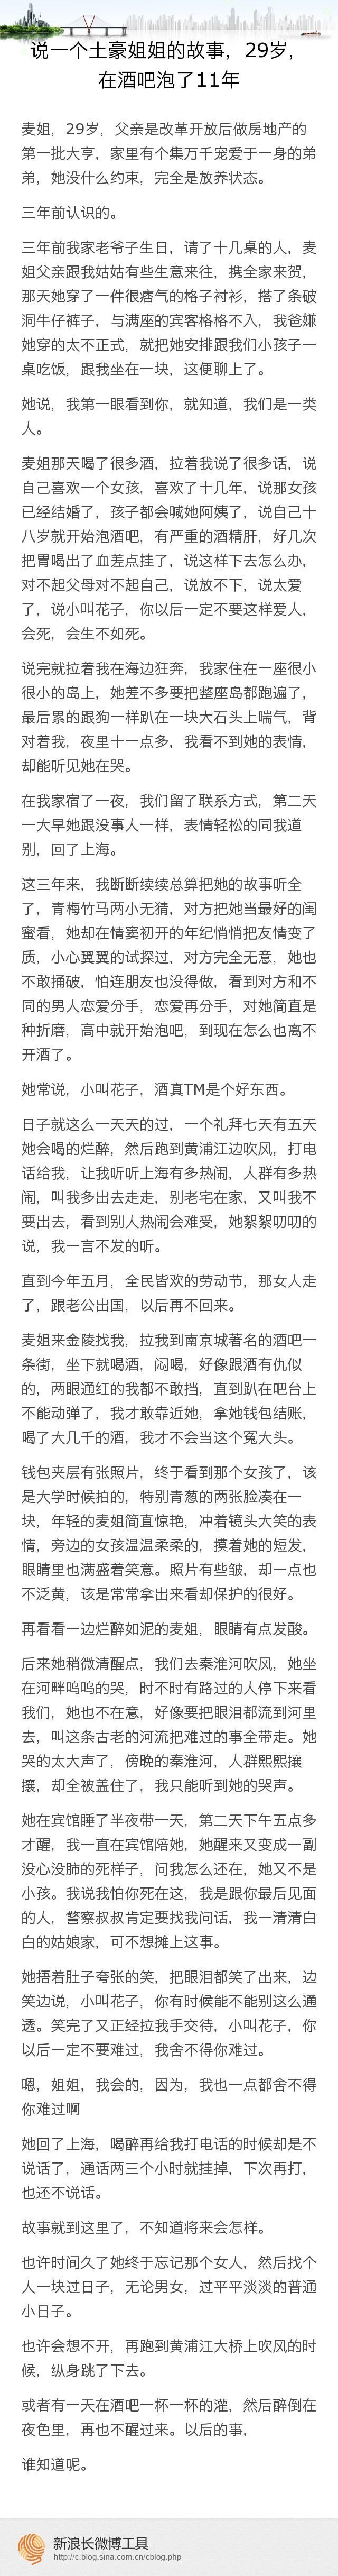 说一个土豪姐姐的故事，29岁，
在酒吧泡了11年
麦姐，29岁，父亲是改革开放后做房地产的
第一批大亨，家里有个集万千宠爱于一身的弟
弟，她没什么约束，完全是放养状态。
三年前认识的。
三年前我家老爷子生日，请了十几桌的人，麦
姐父亲跟我姑姑有些生意来往，携全家来贺，
那天她穿了一件很痞气的格子衬衫，搭了条破
洞牛仔裤子，与满座的宾客格格不入，我爸嫌
她穿的太不正式，就把她安排跟我们小孩子一
桌吃饭，跟我坐在一块，这便聊上了。
她说，我第一眼看到你，就知道，我们是一类
人。
麦姐那天喝了很多酒，拉着我说了很多话，说
自己喜欢一个女孩，喜欢了十几年，说那女孩
已经结婚了，孩子都会喊她阿姨了，说自己十
八岁就开始泡酒吧，有严重的酒精肝，好几次
把胃喝出了血差点挂了，说这样下去怎么办，
对不起父母对不起自己，说放不下，说太爱
了，说小叫花子，你以后一定不要这样爱人，
会死，会生不如死。
说完就拉着我在海边狂奔，我家住在一座很小
很小的岛上，她差不多要把整座岛都跑遍了，
最后累的跟狗一样趴在一块大石头上喘气，背
对着我，夜里十一点多，我看不到她的表情，
却能听见她在哭。
在我家宿了一夜，我们留了联系方式，第二天
一大早她跟没事人一样，表情轻松的同我道
别，回了上海。
这三年来，我断断续续总算把她的故事听全
了，青梅竹马两小无猜，对方把她当最好的闺
蜜看，她却在情窦初开的年纪悄悄把友情变了
质，小心翼翼的试探过，对方完全无意，她也
不敢捅破，怕连朋友也没得做，看到对方和不
同的男人恋爱分手，恋爱再分手，对她简直是
种折磨，高中就开始泡吧，到现在怎么也离不
开酒了。
她常说，小叫花子，酒真TM是个好东西。
日子就这么一天天的过，一个礼拜七天有五天
她会喝的烂醉，然后跑到黄浦江边吹风，打电
话给我，让我听听上海有多热闹，人群有多热
闹，叫我多出去走走，别老宅在家，又叫我不
要出去，看到别人热闹会难受，她絮絮叨叨的
说，我一言不发的听。
直到今年五月，全民皆欢的劳动节，那女人走
了，跟老公出国，以后再不回来。
麦姐来金陵找我，拉我到南京城著名的酒吧一
条街，坐下就喝酒，闷喝，好像跟酒有仇似
的，两眼通红的我都不敢挡，直到趴在吧台上
不能动弹了，我才敢靠近她，拿她钱包结账，
喝了大几千的酒，我才不会当这个冤大头。
钱包夹层有张照片，终于看到那个女孩了，该
是大学时候拍的，特别青葱的两张脸凑在一
块，年轻的麦姐简直惊艳，冲着镜头大笑的表
情，旁边的女孩温温柔柔的，摸着她的短发，
眼睛里也满盛着笑意。照片有些皱，却一点也
不泛黄，该是常常拿出来看却保护的很好。
再看看一边烂醉如泥的麦姐，眼睛有点发酸。
后来她稍微清醒点，我们去秦淮河吹风，她坐
在河畔呜呜的哭，时不时有路过的人停下来看
我们，她也不在意，好像要把眼泪都流到河里
去，叫这条古老的河流把难过的事全带走。她
哭的太大声了，傍晚的秦淮河，人群熙熙攘
攘，却全被盖住了，我只能听到她的哭声。
她在宾馆睡了半夜带一天，第二天下午五点多
才醒，我一直在宾馆陪她，她醒来又变成一副
没心没肺的死样子，问我怎么还在，她又不是
小孩。我说我怕你死在这，我是跟你最后见面
的人，警察叔叔肯定要找我问话，我一清清白
白的姑娘家，可不想摊上这事。
她捂着肚子夸张的笑，把眼泪都笑了出来，边
笑边说，小叫花子，你有时候能不能别这么通
透。笑完了又正经拉我手交待，小叫花子，你
以后一定不要难过，我舍不得你难过。
嗯，姐姐，我会的，因为，我也一点都舍不得
你难过啊
她回了上海，喝醉再给我打电话的时候却是不
说话了，通话两三个小时就挂掉，下次再打，
也还不说话。
故事就到这里了，不知道将来会怎样。
也许时间久了她终于忘记那个女人，然后找个
人一块过日子，无论男女，过平平淡淡的普通
小日子。
也许会想不开，再跑到黄浦江大桥上吹风的时
候，纵身跳了下去。
或者有一天在酒吧一杯一杯的灌，然后醉倒在
夜色里，再也不醒过来。以后的事，
谁知道呢。
新浪长微博工具
http://c.blog.sina.com.cn/cblog.php